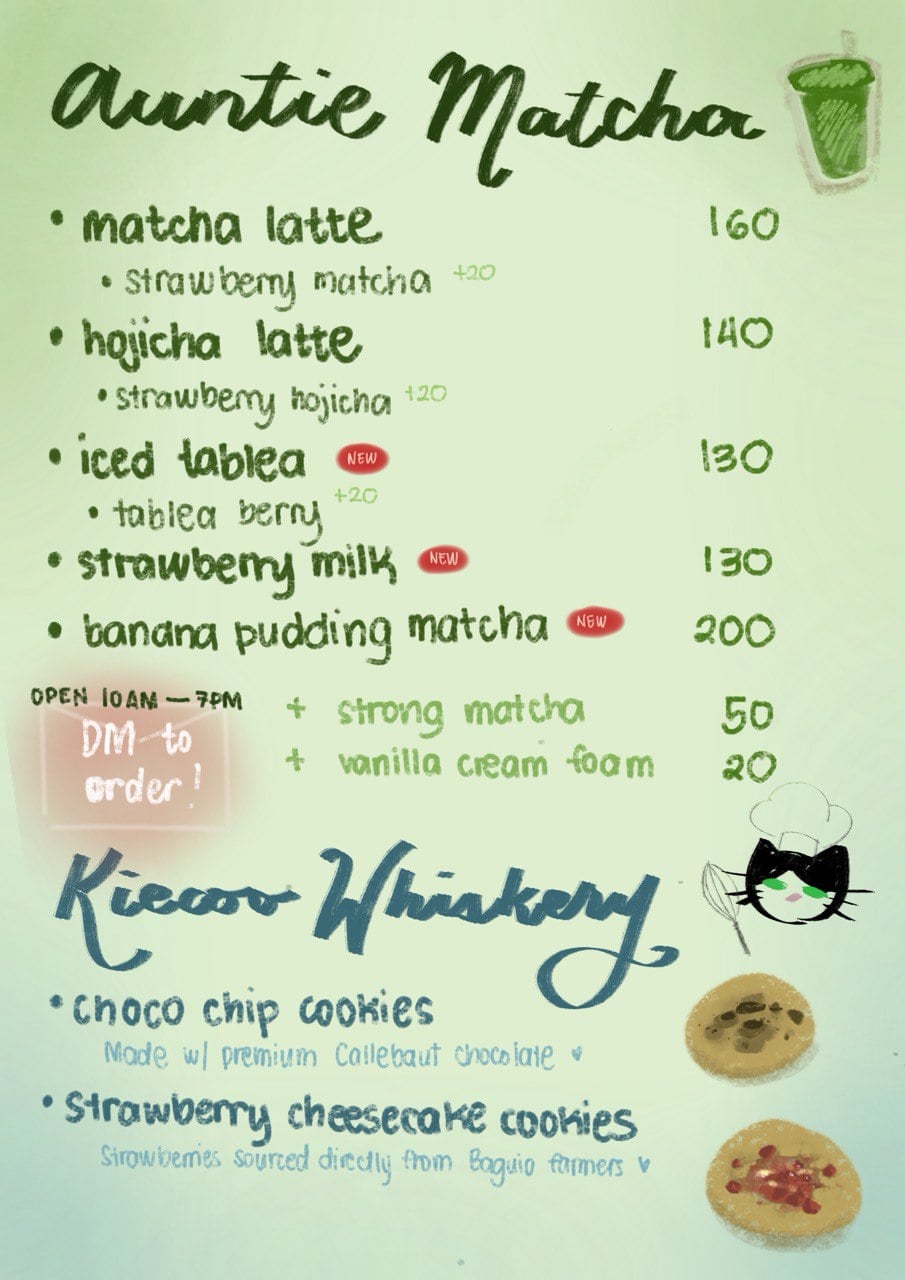 Auntie Matcha
• matcha latte 160
• strawberry matcha +20
• hojicha latte 140
• strawberry hojicha +20
• iced tablea NEW 130
• tablea berry +20
• strawberry milk NEW 130
• banana pudding matcha NEW 200
OPEN 10AM — 7PM
DM to
order!
+ strong matcha 50
+ vanilla cream foam 20
Kiecoo Whiskery
• choco chip cookies
Made w/ premium Callebaut chocolate ♥
• strawberry cheesecake cookies
Strawberries sourced directly from Baguio farmers ♥